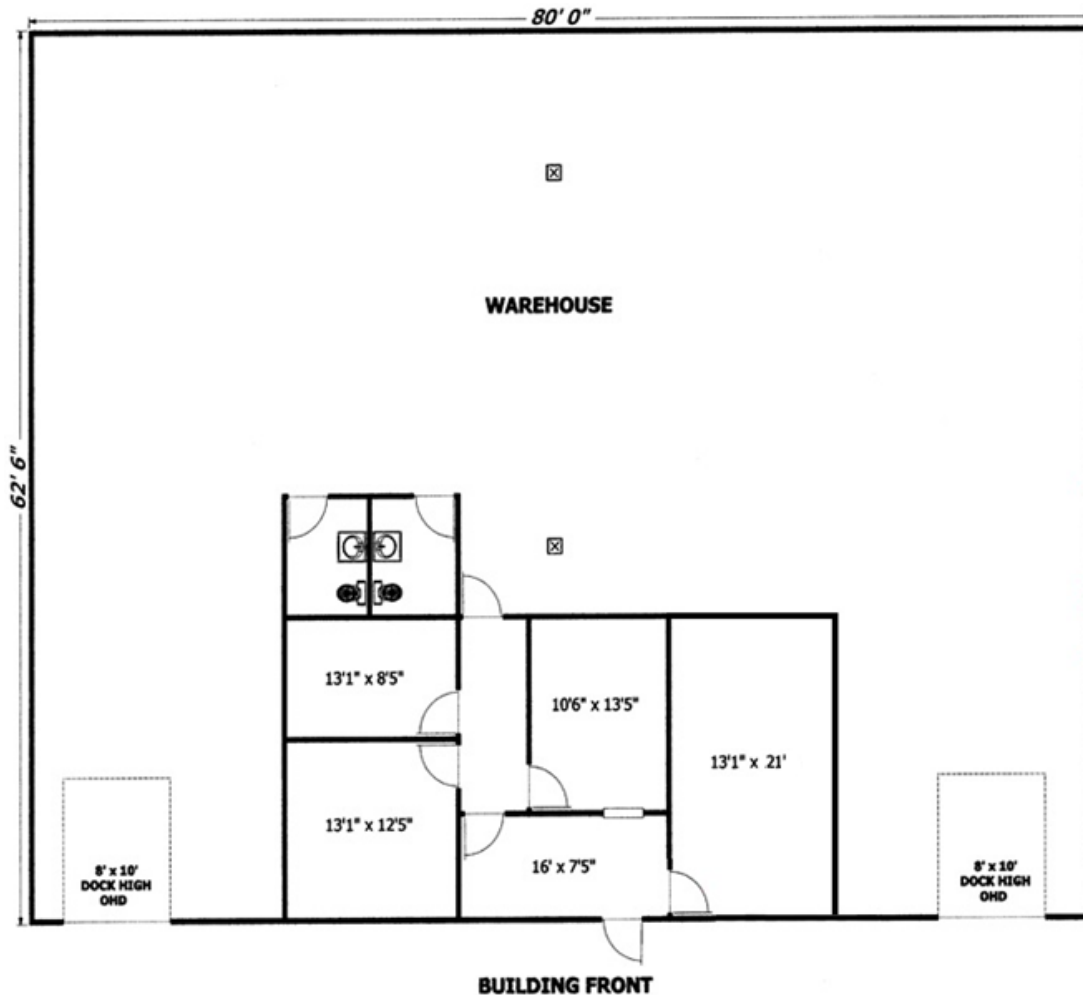 80' 0"
WAREHOUSE
62' 6"
13'1" x 8'5"
10'6" x 13'5"
13'1" x .21'
13'1" x 12'5"
16' x 7'5"
8' x 10'
DOCK HIGH
OHD
8' x 10'
DOCK HIGH
OHD
BUILDING FRONT